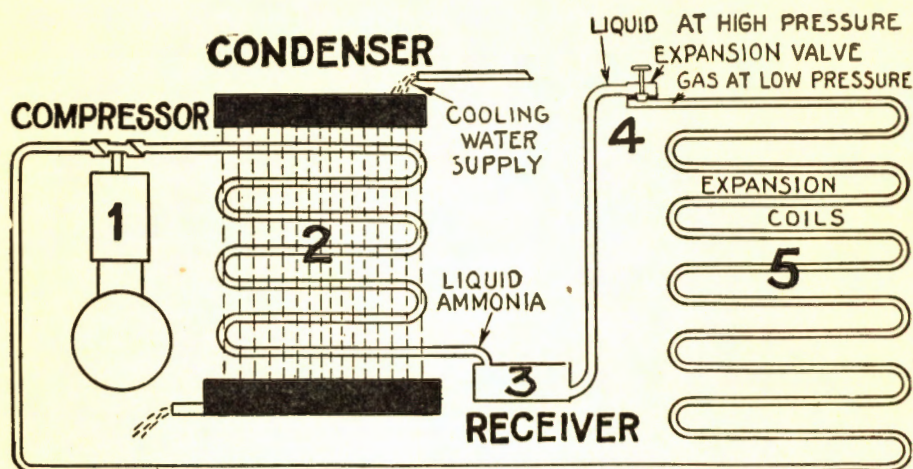 CONDENSER
COMPRESSOR
COOLING
WATER
SUPPLY
LIQUID AT HIGH PRESSURE
EXPANSION VALVE
GAS AT LOW PRESSURE
1
2
LIQUID
AMMONIA
3
RECEIVER
4
EXPANSION
COILS
5